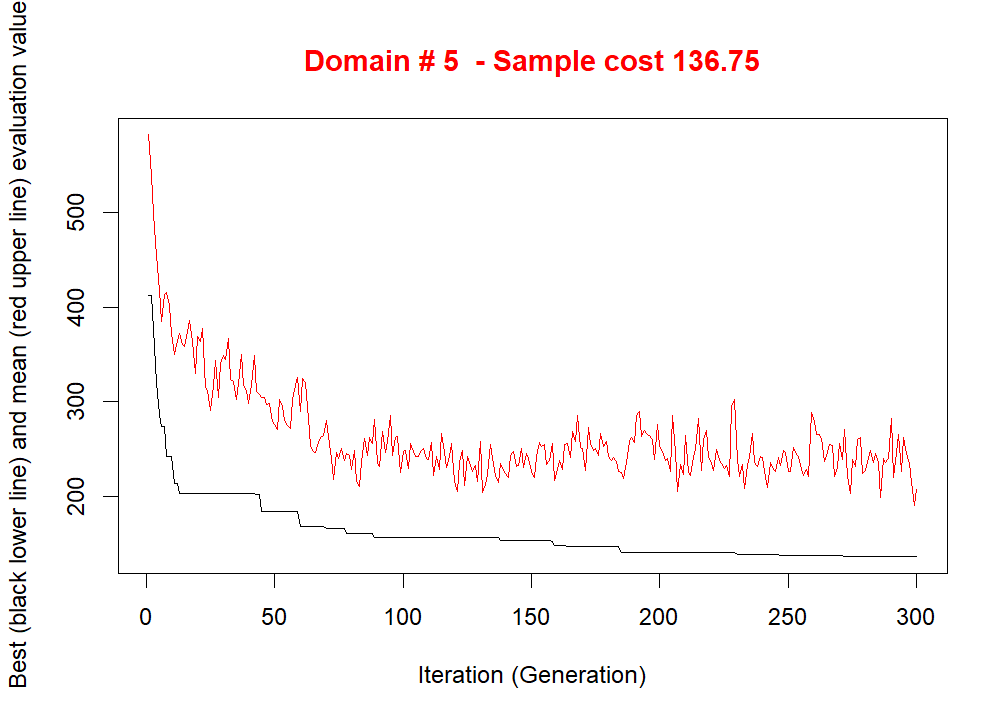 Domain # 5  - Sample cost 136.75
Best (black lower line) and mean (red upper line) evaluation value
500
400
300
200
0 50 100 150 200 250 300
Iteration (Generation)